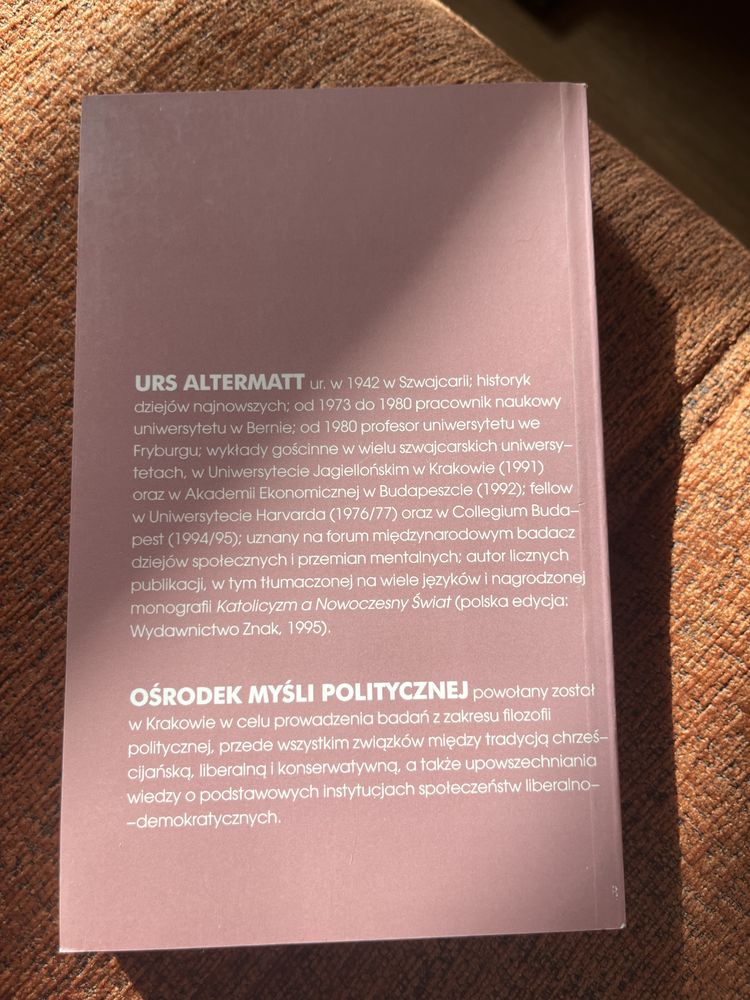 URS ALTERMATT ur. w 1942 w Szwajcarii; historyk
dziejów najnowszych; od 1973 do 1980 pracownik naukowy
uniwersytetu w Bernie; od 1980 profesor uniwersytetu we
Fryburgu; wykłady gościnne w wielu szwajcarskich uniwersy–
tetach, w Uniwersytecie Jagiellońskim w Krakowie (1991)
oraz w Akademii Ekonomicznej w Budapeszcie (1992); fellow
w Uniwersytecie Harvarda (1976/77) oraz w Collegium Buda–
pest (1994/95); uznany na forum międzynarodowym badacz
dziejów społecznych i przemian mentalnych; autor licznych
publikacji, w tym tłumaczonej na wiele języków i nagrodzonej
monografii Katolicyzm a Nowoczesny Świat (polska edycja:
Wydawnictwo Znak, 1995).
OŚRODEK MYŚLI POLITYCZNEJ powołany został
w Krakowie w celu prowadzenia badań z zakresu filozofii
politycznej, przede wszystkim związków między tradycją chrześ–
cijańską, liberalną i konserwatywną, a także upowszechniania
wiedzy o podstawowych instytucjach społeczeństw liberalno–
–demokratycznych.